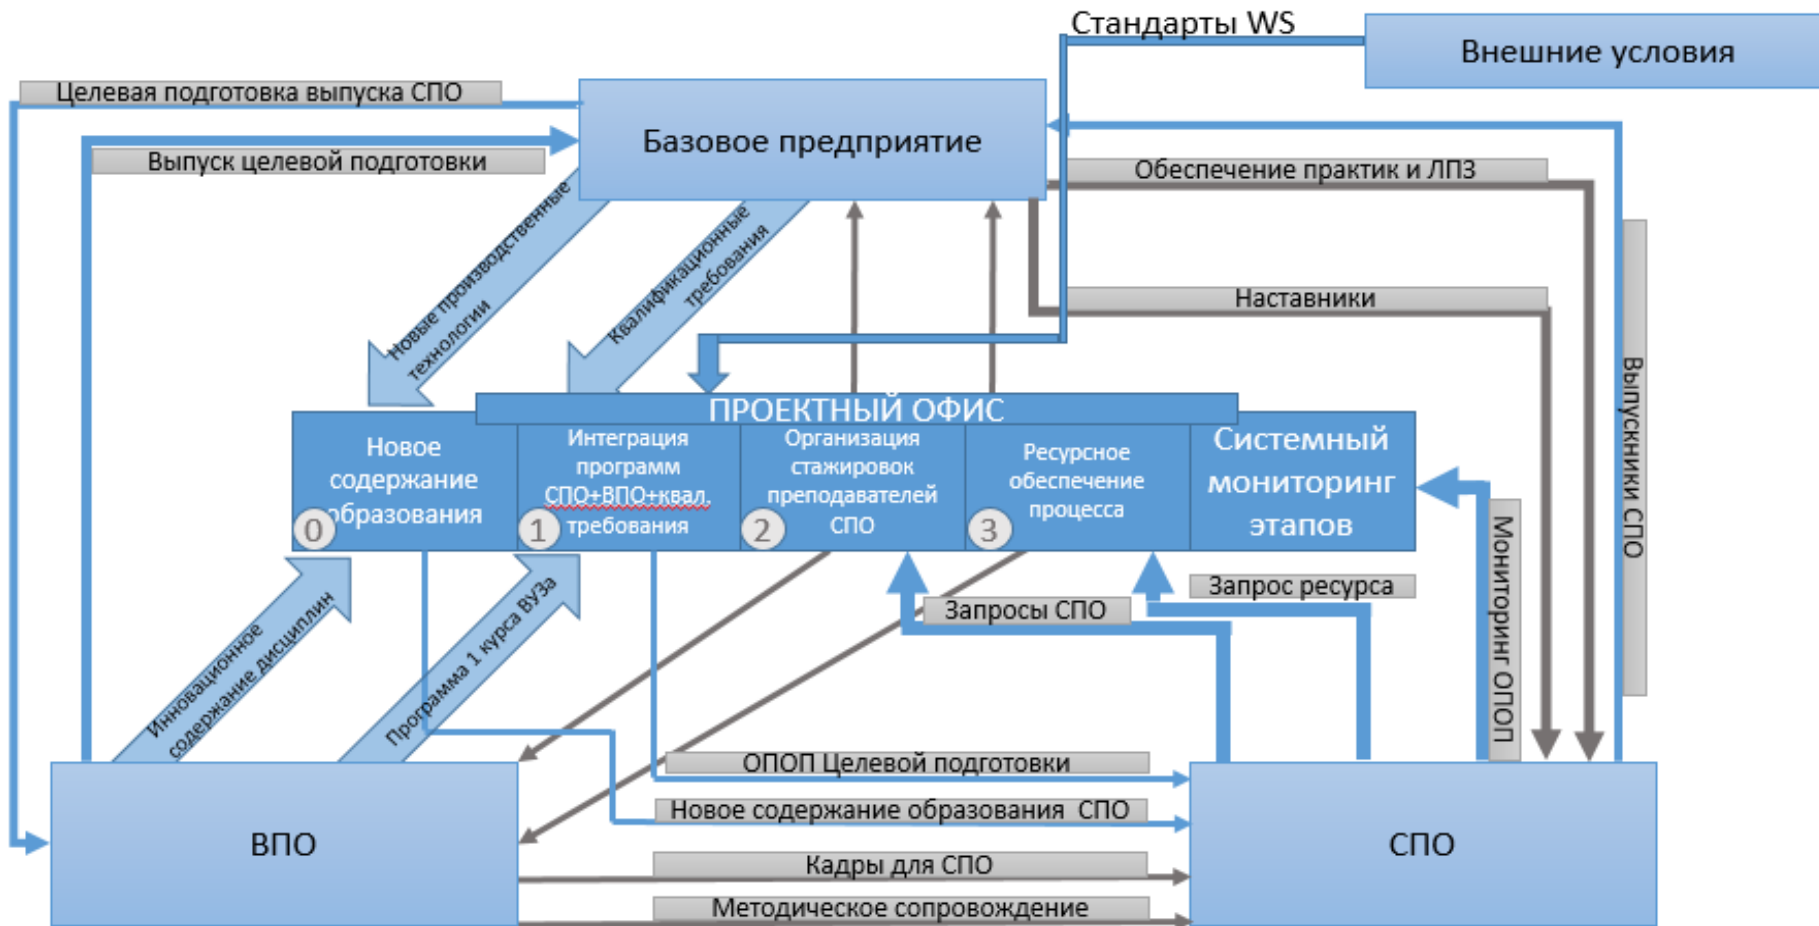 Стандарты WS
Внешние условия
Целевая подготовка выпуска СПО
Базовое предприятие
Выпуск целевой подготовки
Обеспечение практик и ЛПЗ
Новые производственные
технологии
Квалификационные
требования
Наставники
Выпускники СПО
ПРОЕКТНЫЙ ОФИС
Новое
содержание
образования
0
Интеграция
программ
СПО+ВПО+квал.
требования
1
Организация
стажировок
преподавателей
СПО
2
Ресурсное
обеспечение
процесса
3
Системный
мониторинг
этапов
Мониторинг ОПОП
Запрос ресурса
Запросы СПО
Инновационное
содержание дисциплин
Программа 1 курса ВУЗа
ОПОП Целевой подготовки
Новое содержание образования СПО
ВПО
СПО
Кадры для СПО
Методическое сопровождение